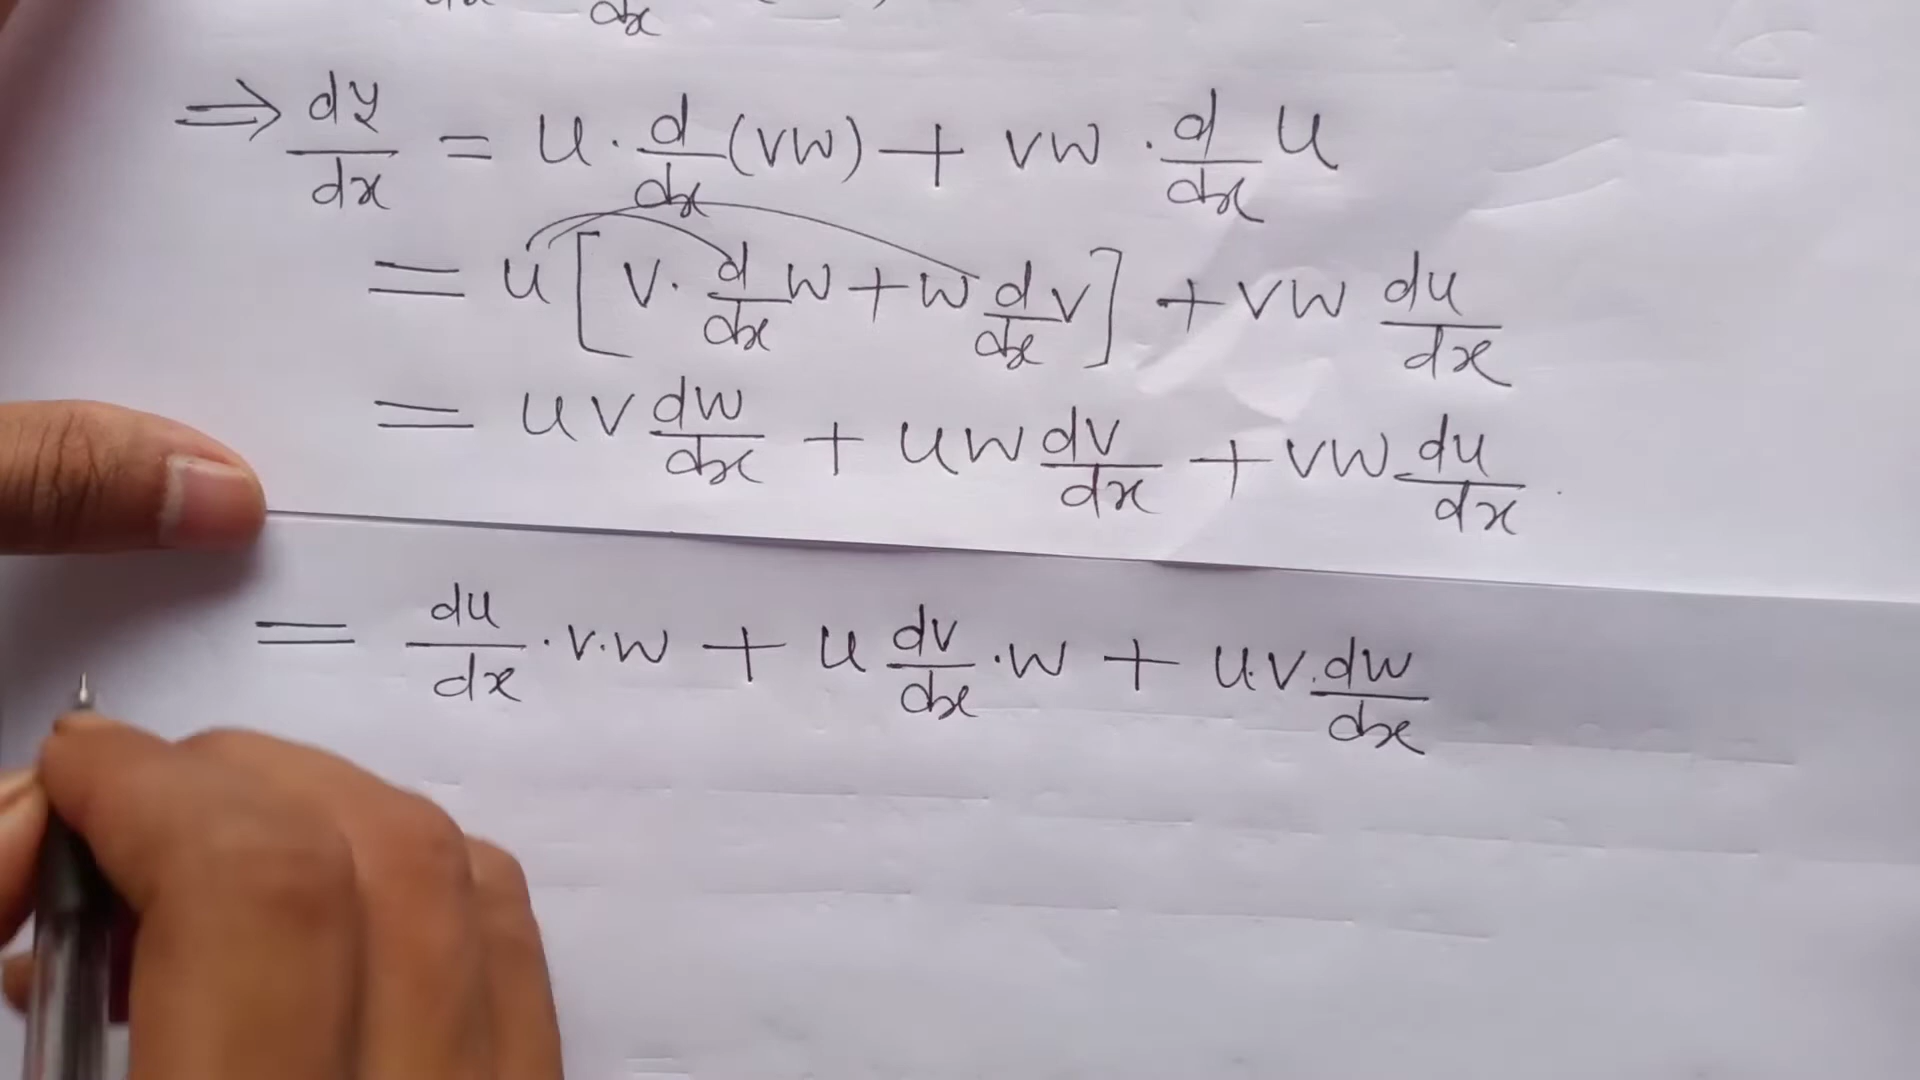 dx
⇒ dy/dx = u · d/dx (vw) + vw · d/dx u
= u [v · d/dx w + w d/dx v] + vw du/dx
= uv dw/dx + uw dv/dx + vw du/dx
= du/dx · v · w + u dv/dx · w + u · v · dw/dx